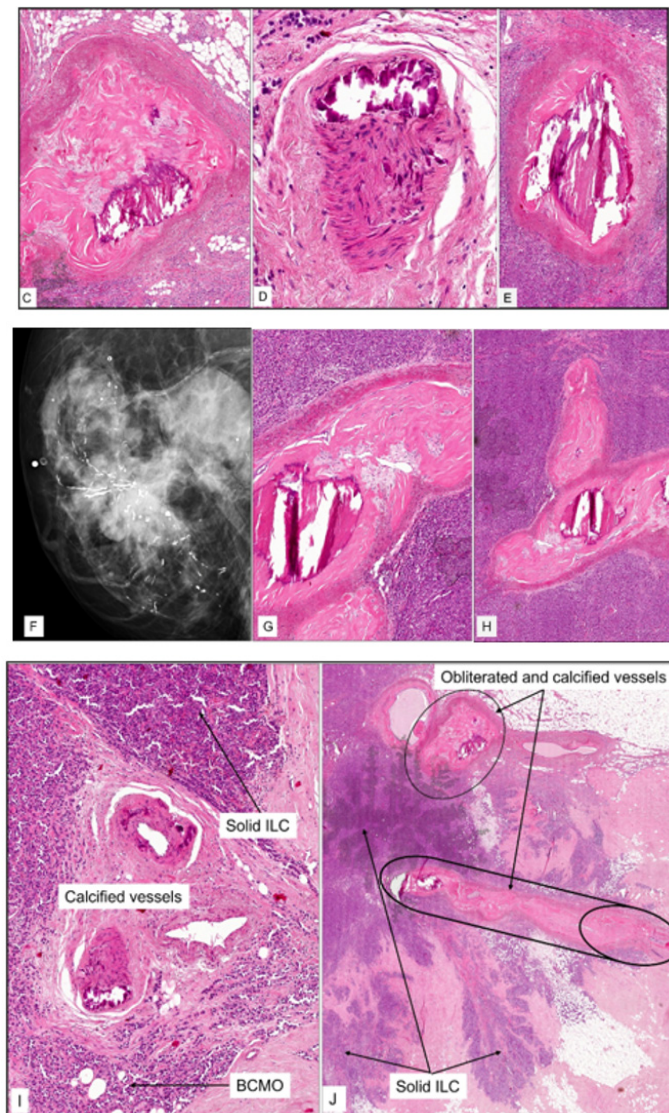 C
D
E
F
G
H
Solid ILC
Calcified vessels
BCMO
I
Obliterated and calcified vessels
Solid ILC
J